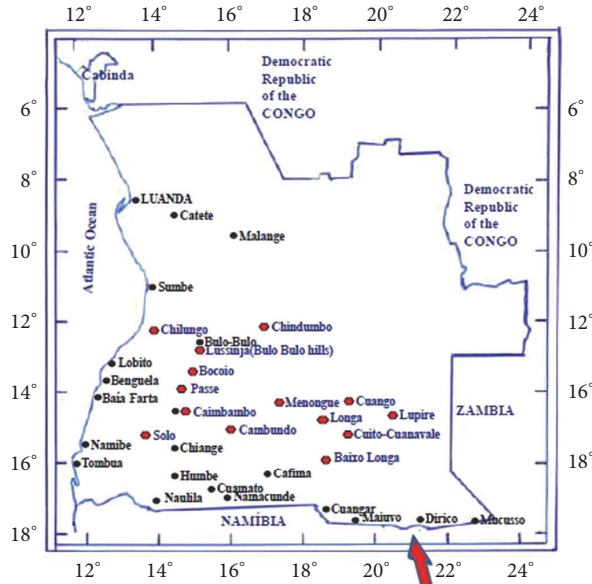 12° 14° 16° 18° 20° 22° 24°
Cabinda
Democratic
Republic
of the
CONGO
6° 6°
8° 8°
Democratic
Republic
of the
CONGO
LUANDA
Catete
Malange
Atlantic Ocean
10° 10°
Sumbe
12° 12°
Chilungo
Chindumbo
Bulo-Bulo
Lussinja(Bulo Bulo hills)
Lobito
Bocoio
Benguela
Passe
14° 14°
Baía Farta
Menongue
Cuango
Caimbambo
Longa
Lupire
ZAMBIA
Solo
Cambundo
Cuito-Cuanavale
Namibe
Chiange
16° 18°
Tombua
Baixo Longa
Humbe
Cafima
Cuamato
Naulila
Namacunde
Cuangar
NAMÍBIA
Maiuvo
Dirico
Mucusso
18° 18°
12° 14° 16° 18° 20° 22° 24°